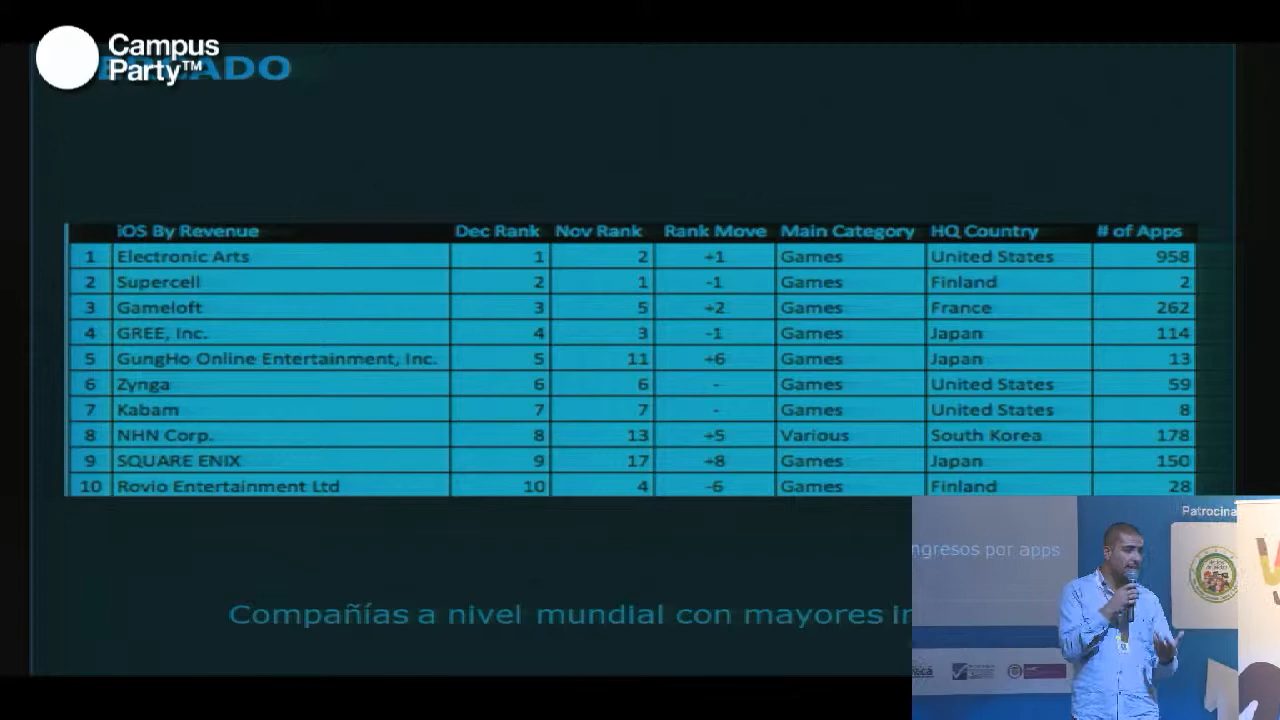 Campus
Party™
CADO
iOS By Revenue Dec Rank Nov Rank Rank Move Main Category HQ Country # of Apps
1 Electronic Arts 1 2 +1 Games United States 958
2 Supercell 2 1 -1 Games Finland 2
3 Gameloft 3 5 +2 Games France 262
4 GREE, Inc. 4 3 -1 Games Japan 114
5 GungHo Online Entertainment, Inc. 5 11 +6 Games Japan 13
6 Zynga 6 6 - Games United States 59
7 Kabam 7 7 - Games United States 8
8 NHN Corp. 8 13 +5 Various South Korea 178
9 SQUARE ENIX 9 17 +8 Games Japan 150
10 Rovio Entertainment Ltd 10 4 -6 Games Finland 28
Patrocina
ngresos por apps
Compañías a nivel mundial con mayores in